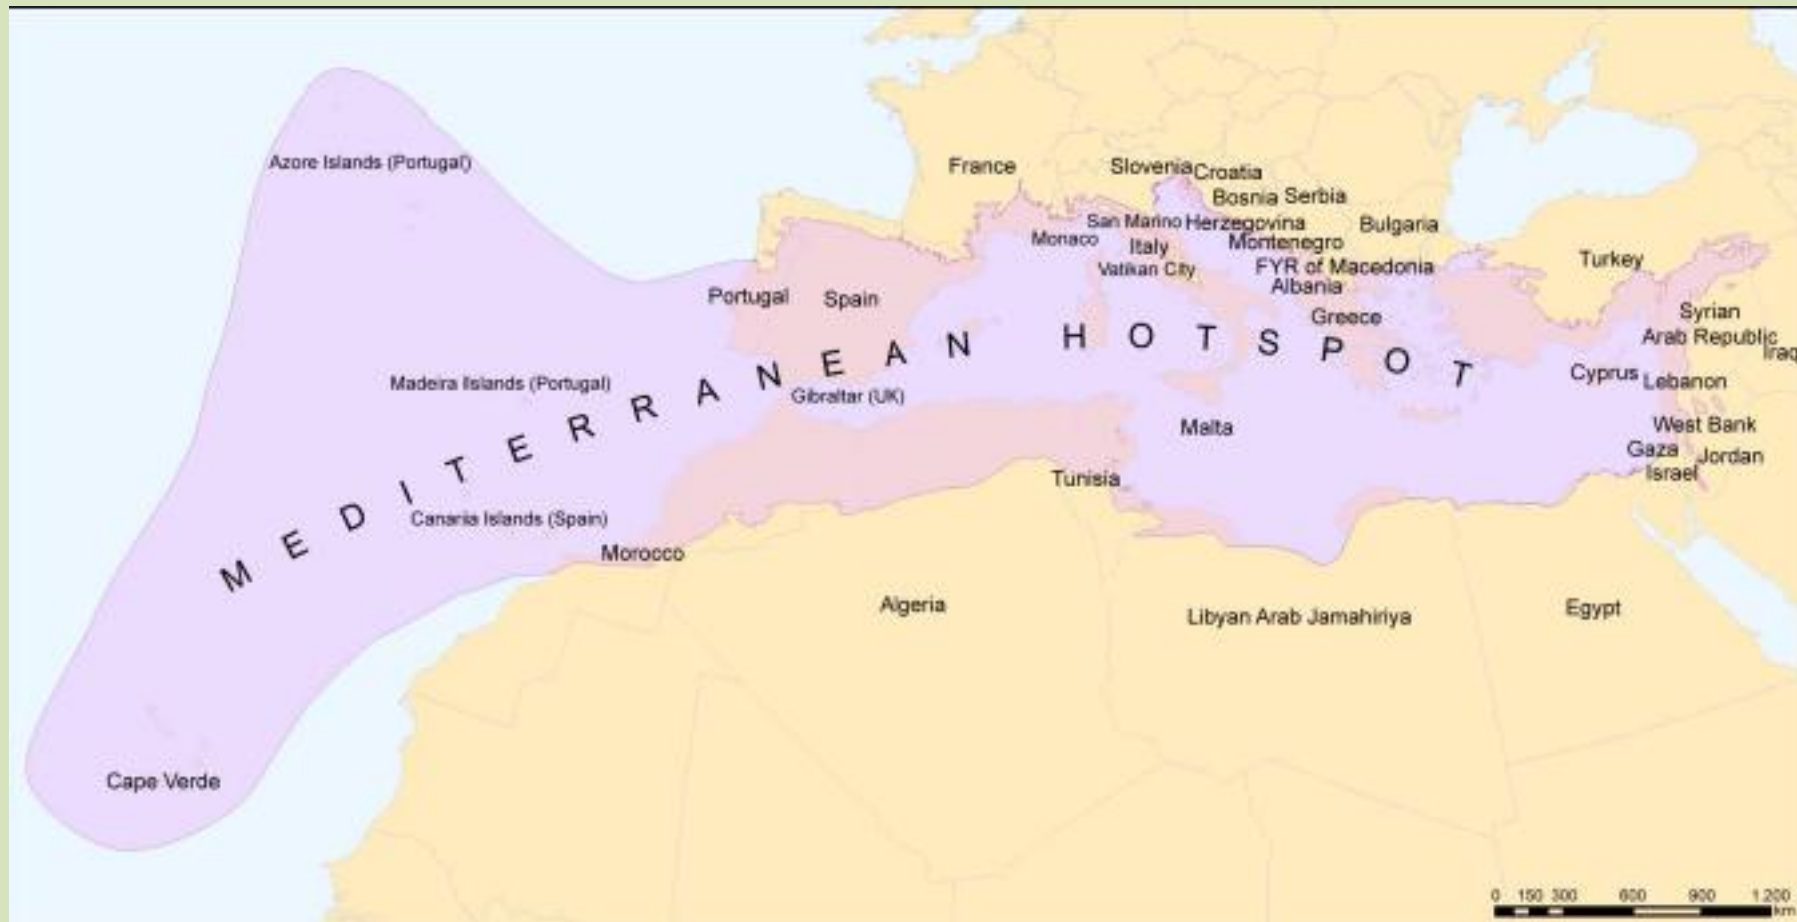 France
Slovenia
Croatia
Azore Islands (Portugal)
Bosnia
Serbia
San Marino
Herzegovina
Bulgaria
Monaco
Italy
Montenegro
Vatikan City
FYR of Macedonia
Turkey
Albania
Portugal
Spain
Greece
Syrian
Arab Republic
Iraq
MEDITERRANEAN HOTSPOT
Madeira Islands (Portugal)
Gibraltar (UK)
Cyprus
Lebanon
Malta
West Bank
Gaza
Jordan
Israel
Tunisia
Canaria Islands (Spain)
Morocco
Algeria
Libyan Arab Jamahiriya
Egypt
Cape Verde
0 150 300 600 900 1.200
km